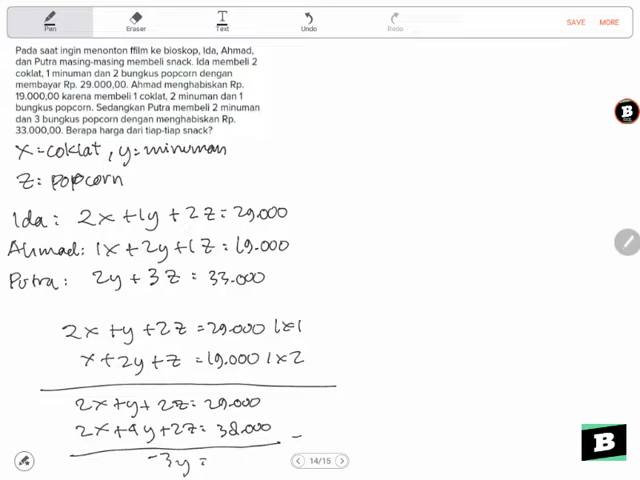 Pen
Eraser
Text
Undo
Redo
SAVE
MORE
Pada saat ingin menonton ffilm ke bioskop, Ida, Ahmad,
dan Putra masing-masing membeli snack. Ida membeli 2
coklat, 1 minuman dan 2 bungkus popcorn dengan
membayar Rp. 29.000,00. Ahmad menghabiskan Rp.
19.000,00 karena membeli 1 coklat, 2 minuman dan 1
bungkus popcorn. Sedangkan Putra membeli 2 minuman
dan 3 bungkus popcorn dengan menghabiskan Rp.
33.000,00. Berapa harga dari tiap-tiap snack?
x = coklat, y = minuman
z : popcorn
Ida : 2x + 1y + 2z = 29.000
Ahmad : 1x + 2y + 1z = 19.000
Putra : 2y + 3z = 33.000
2x + y + 2z = 29.000 | x 1
x + 2y + z = 19.000 | x 2
2x + y + 2z = 29.000
2x + 4y + 2z = 38.000 -
-3y =
14/15
B
B